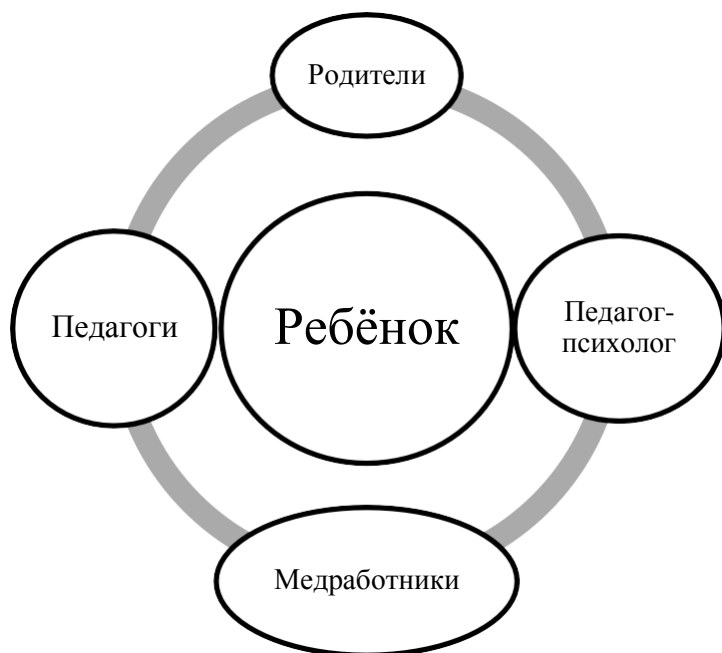 Родители
Педагоги
Ребёнок
Педагог-
психолог
Медработники